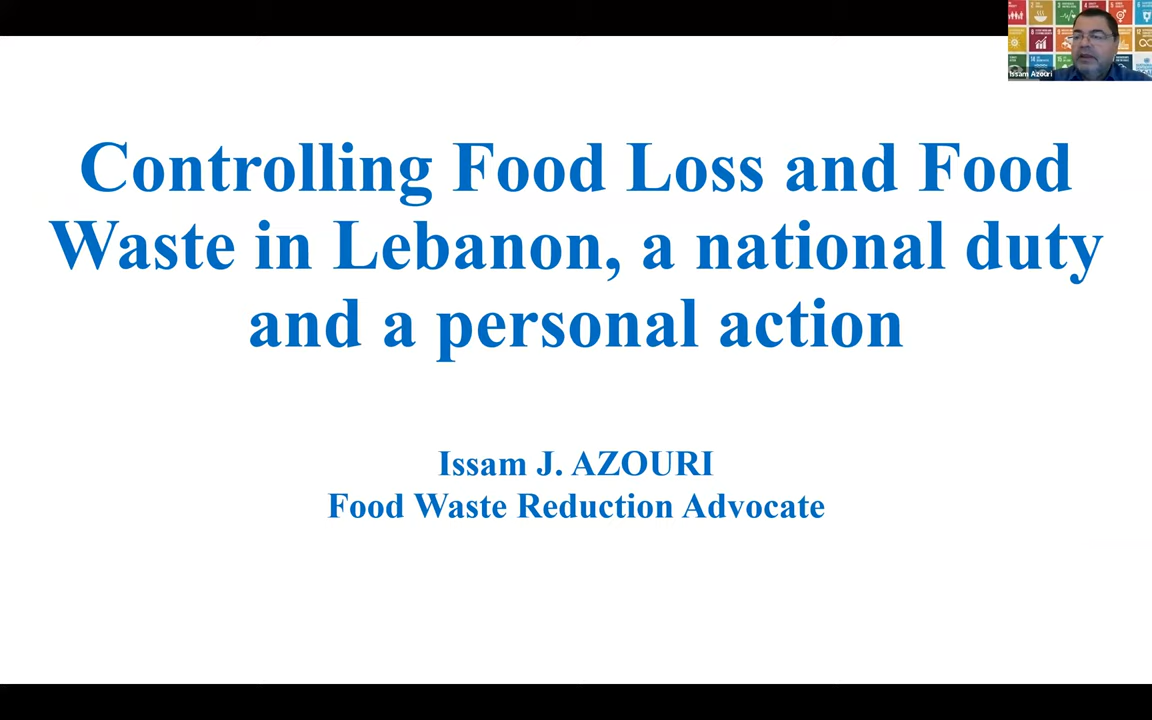 Issam Azouri
Controlling Food Loss and Food
Waste in Lebanon, a national duty
and a personal action
Issam J. AZOURI
Food Waste Reduction Advocate